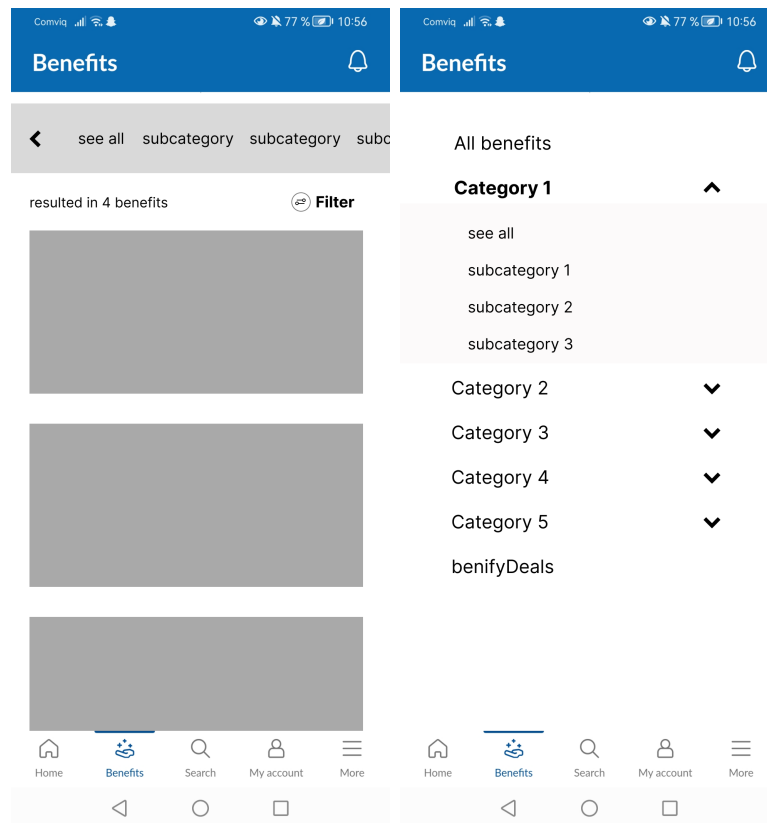 Comviq 77 % 10:56
Benefits
see all subcategory subcategory subc
resulted in 4 benefits Filter
Home Benefits Search My account More
Comviq 77 % 10:56
Benefits
All benefits
Category 1
see all
subcategory 1
subcategory 2
subcategory 3
Category 2
Category 3
Category 4
Category 5
benifyDeals
Home Benefits Search My account More